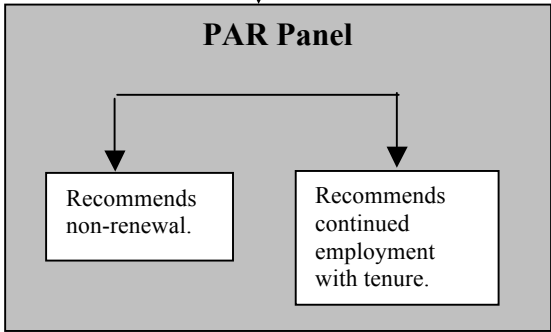 PAR Panel
Recommends
non-renewal.
Recommends
continued
employment
with tenure.